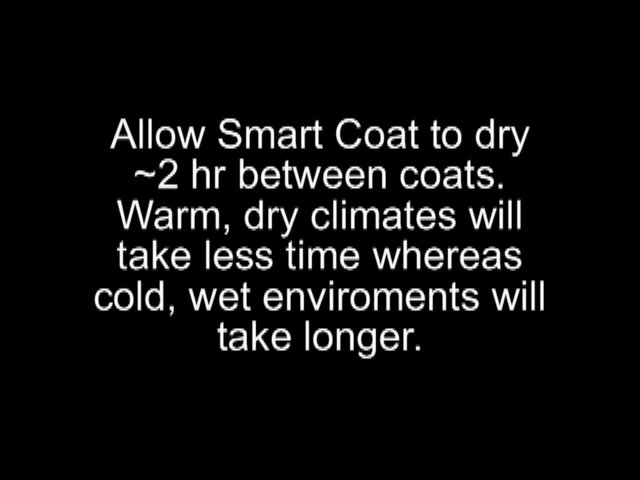 Allow Smart Coat to dry
~2 hr between coats.
Warm, dry climates will
take less time whereas
cold, wet enviroments will
take longer.